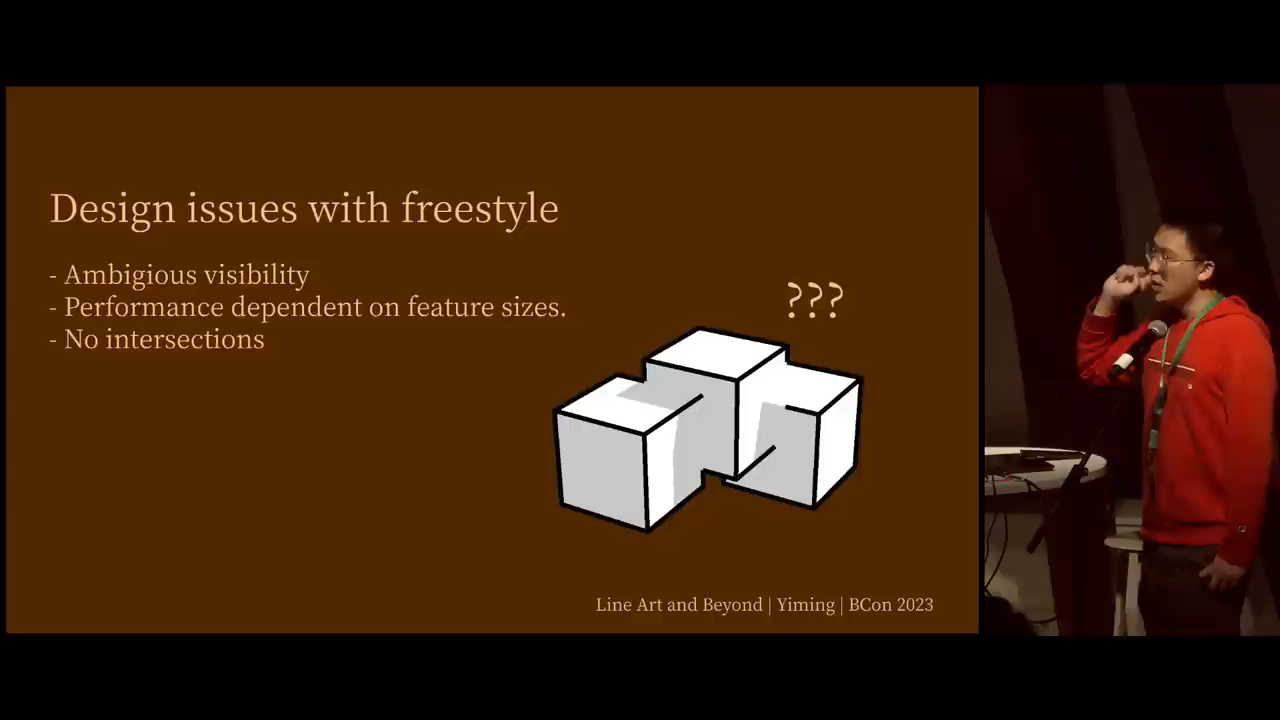 Design issues with freestyle
- Ambigious visibility
- Performance dependent on feature sizes.
- No intersections
???
Line Art and Beyond | Yiming | BCon 2023